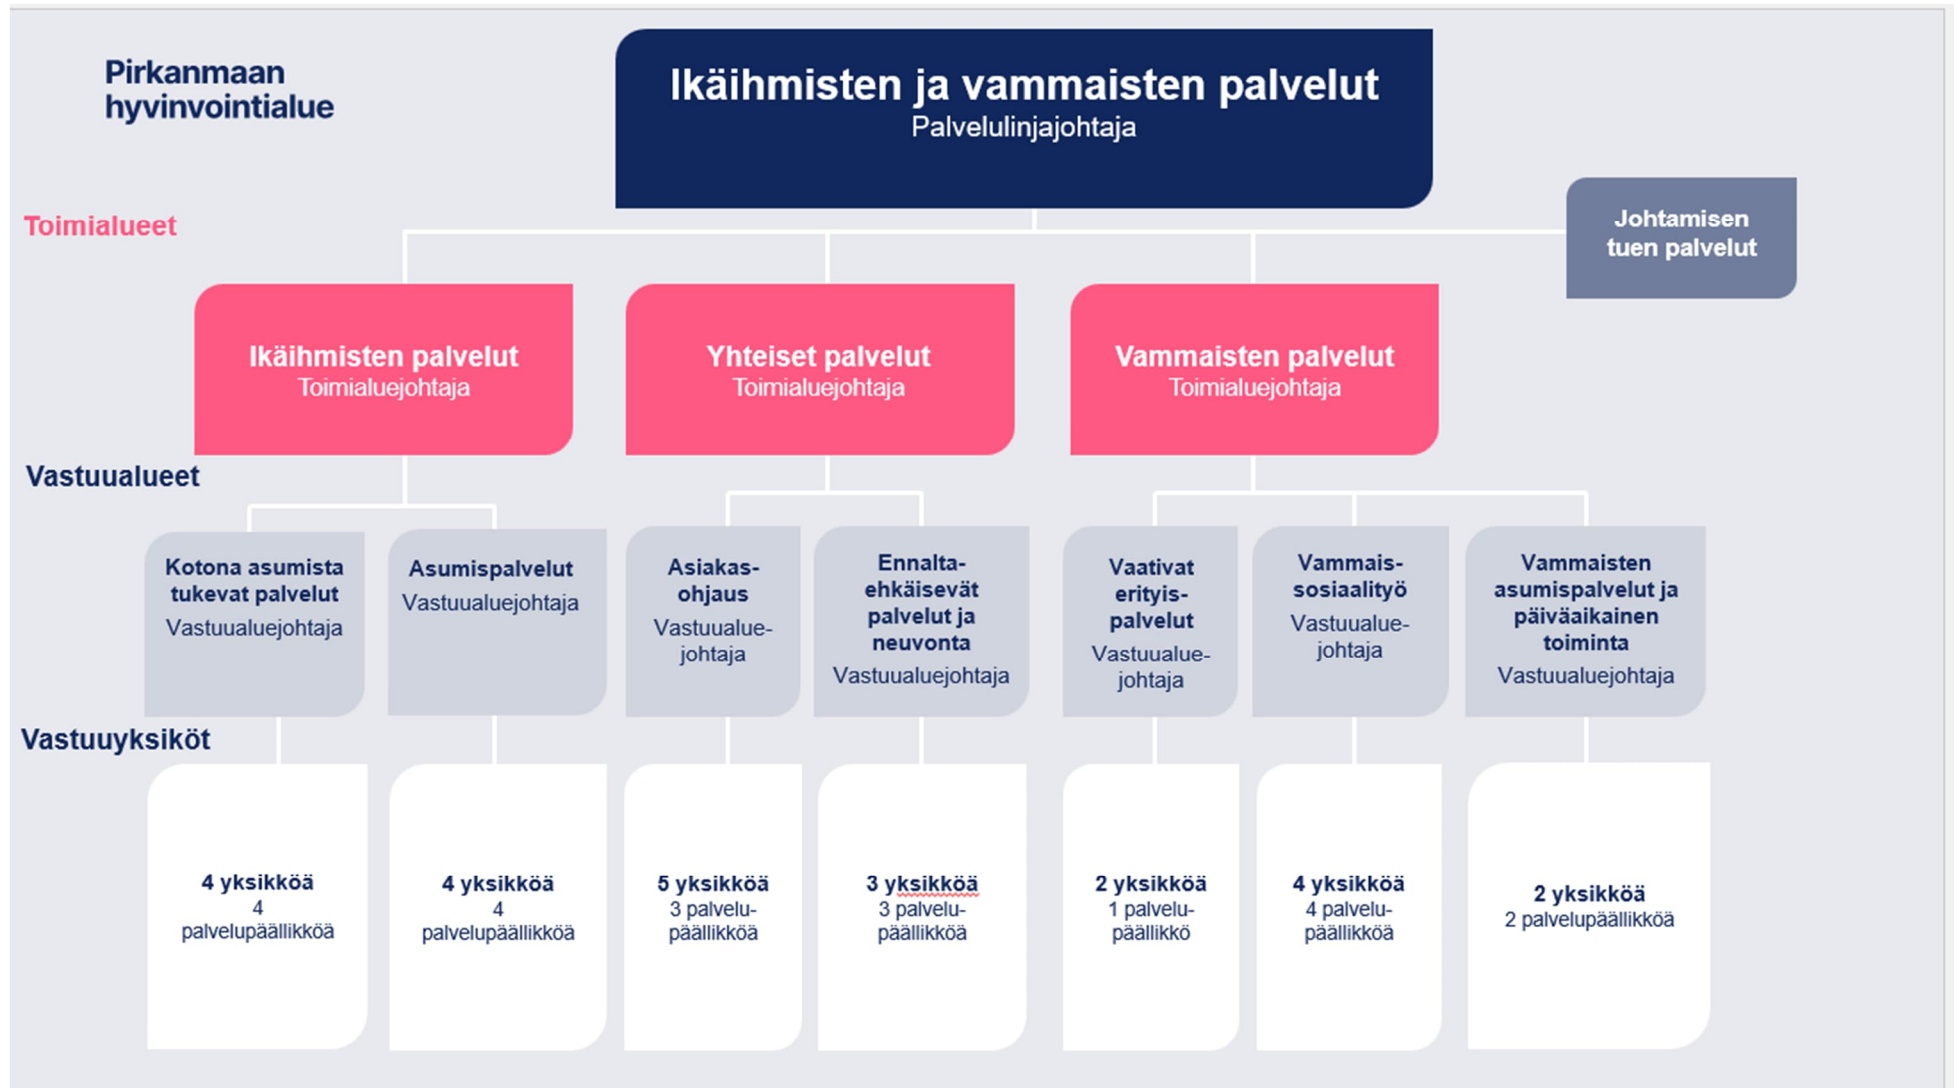 Pirkanmaan
hyvinvointialue
Ikäihmisten ja vammaisten palvelut
Palvelulinjajohtaja
Johtamisen
tuen palvelut
Toimialueet
Ikäihmisten palvelut
Toimialuejohtaja
Yhteiset palvelut
Toimialuejohtaja
Vammaisten palvelut
Toimialuejohtaja
Vastuualueet
Kotona asumista
tukevat palvelut
Vastuualuejohtaja
Asumispalvelut
Vastuualuejohtaja
Asiakas-
ohjaus
Vastuualue-
johtaja
Ennalta-
ehkäisevät
palvelut ja
neuvonta
Vastuualuejohtaja
Vaativat
erityis-
palvelut
Vastuualue-
johtaja
Vammais-
sosiaalityö
Vastuualue-
johtaja
Vammaisten
asumispalvelut ja
päiväaikainen
toiminta
Vastuualuejohtaja
Vastuuyksiköt
4 yksikköä
4
palvelupäällikköä
4 yksikköä
4
palvelupäällikköä
5 yksikköä
3 palvelu-
päällikköä
3 yksikköä
3 palvelu-
päällikköä
2 yksikköä
1 palvelu-
päällikkö
4 yksikköä
4 palvelu-
päällikköä
2 yksikköä
2 palvelupäällikköä